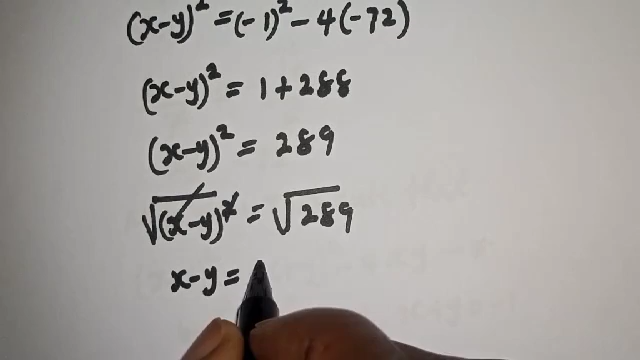 (x-y)² = (-1)² - 4(-72)
(x-y)² = 1 + 288
(x-y)² = 289
√(x-y)² = √289
x-y =